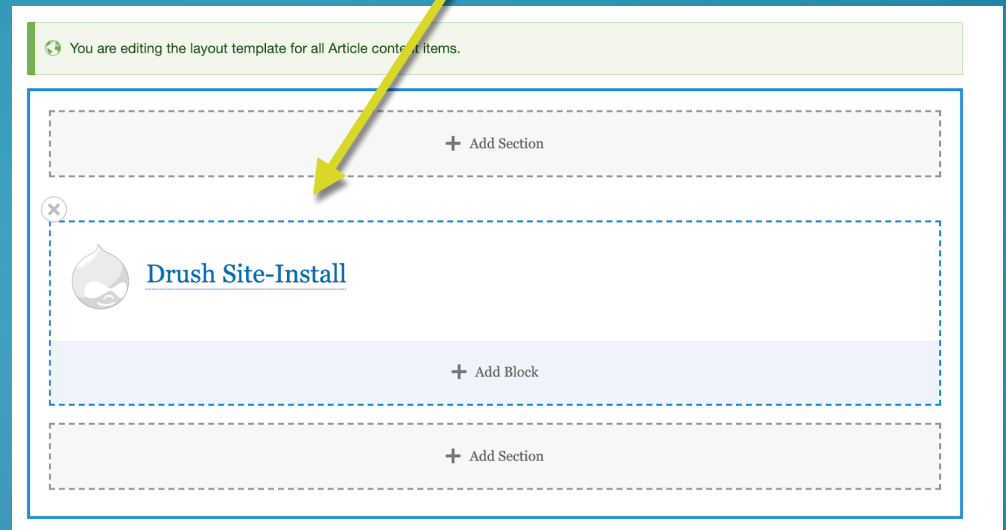 You are editing the layout template for all Article content items.
+ Add Section
Drush Site-Install
+ Add Block
+ Add Section